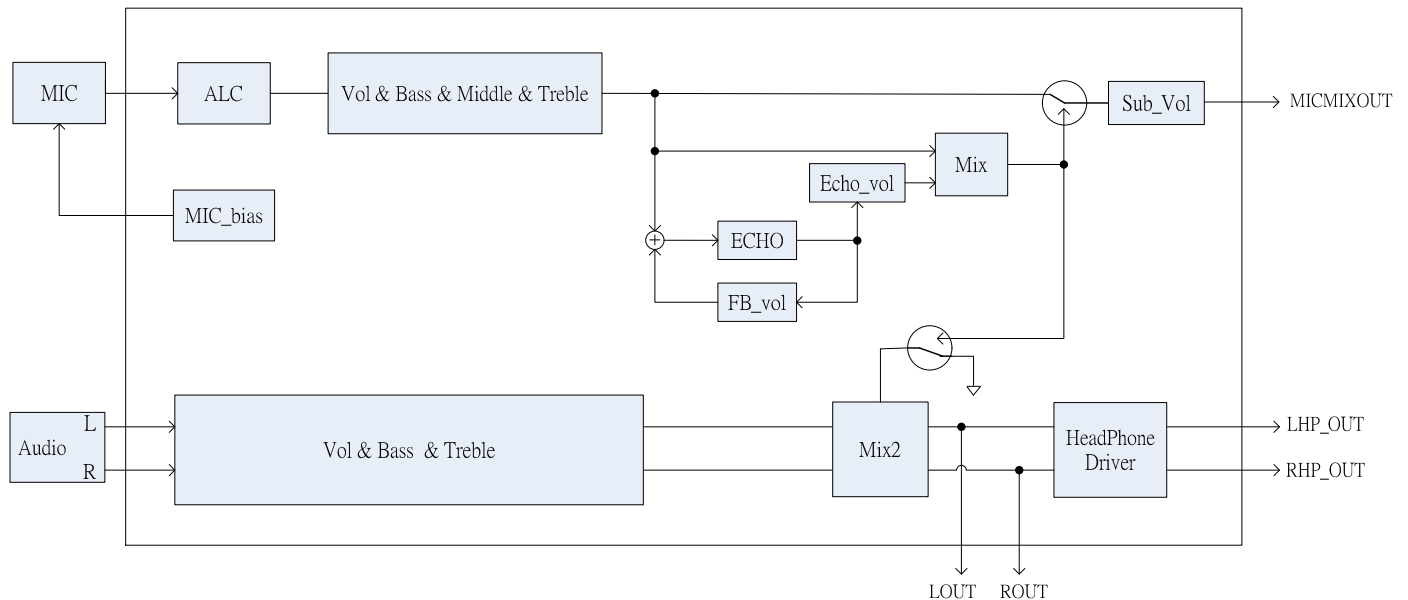 MIC
ALC
Vol & Bass & Middle & Treble
Sub_Vol
MICMIXOUT
Mix
Echo_vol
MIC_bias
ECHO
FB_vol
Audio
L
R
Vol & Bass & Treble
Mix2
HeadPhone
Driver
LHP_OUT
RHP_OUT
LOUT
ROUT